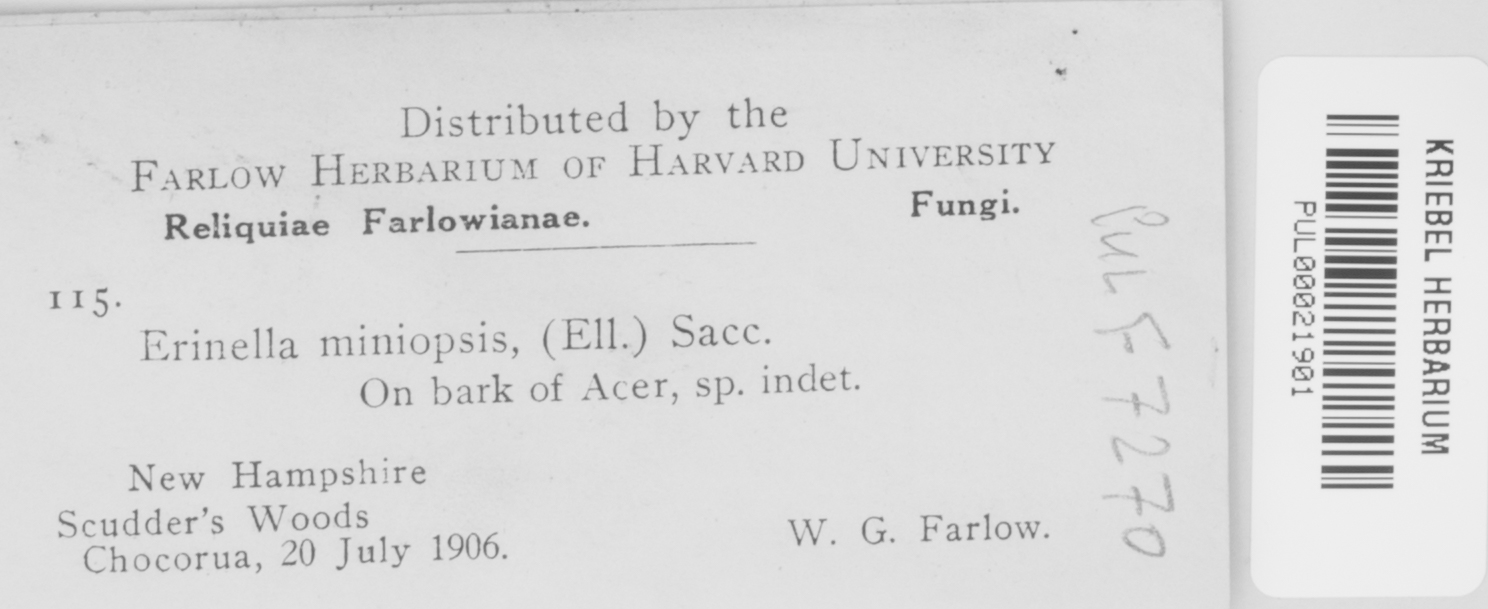 Distributed by the
FARLOW HERBARIUM OF HARVARD UNIVERSITY
Reliquiae Farlowianae. Fungi.
115.
Erinella miniopsis, (Ell.) Sacc.
On bark of Acer, sp. indet.
New Hampshire
Scudder's Woods
Chocorua, 20 July 1906.
W. G. Farlow.
PUL F 7270
PUL00021901
KRIEBEL HERBARIUM